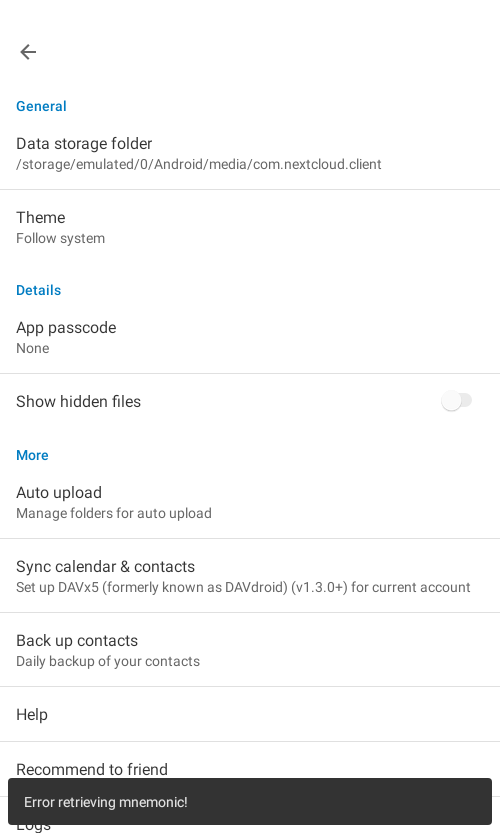 General
Data storage folder
/storage/emulated/0/Android/media/com.nextcloud.client
Theme
Follow system
Details
App passcode
None
Show hidden files
More
Auto upload
Manage folders for auto upload
Sync calendar & contacts
Set up DAVx5 (formerly known as DAVdroid) (v1.3.0+) for current account
Back up contacts
Daily backup of your contacts
Help
Recommend to friend
Error retrieving mnemonic!
Logs